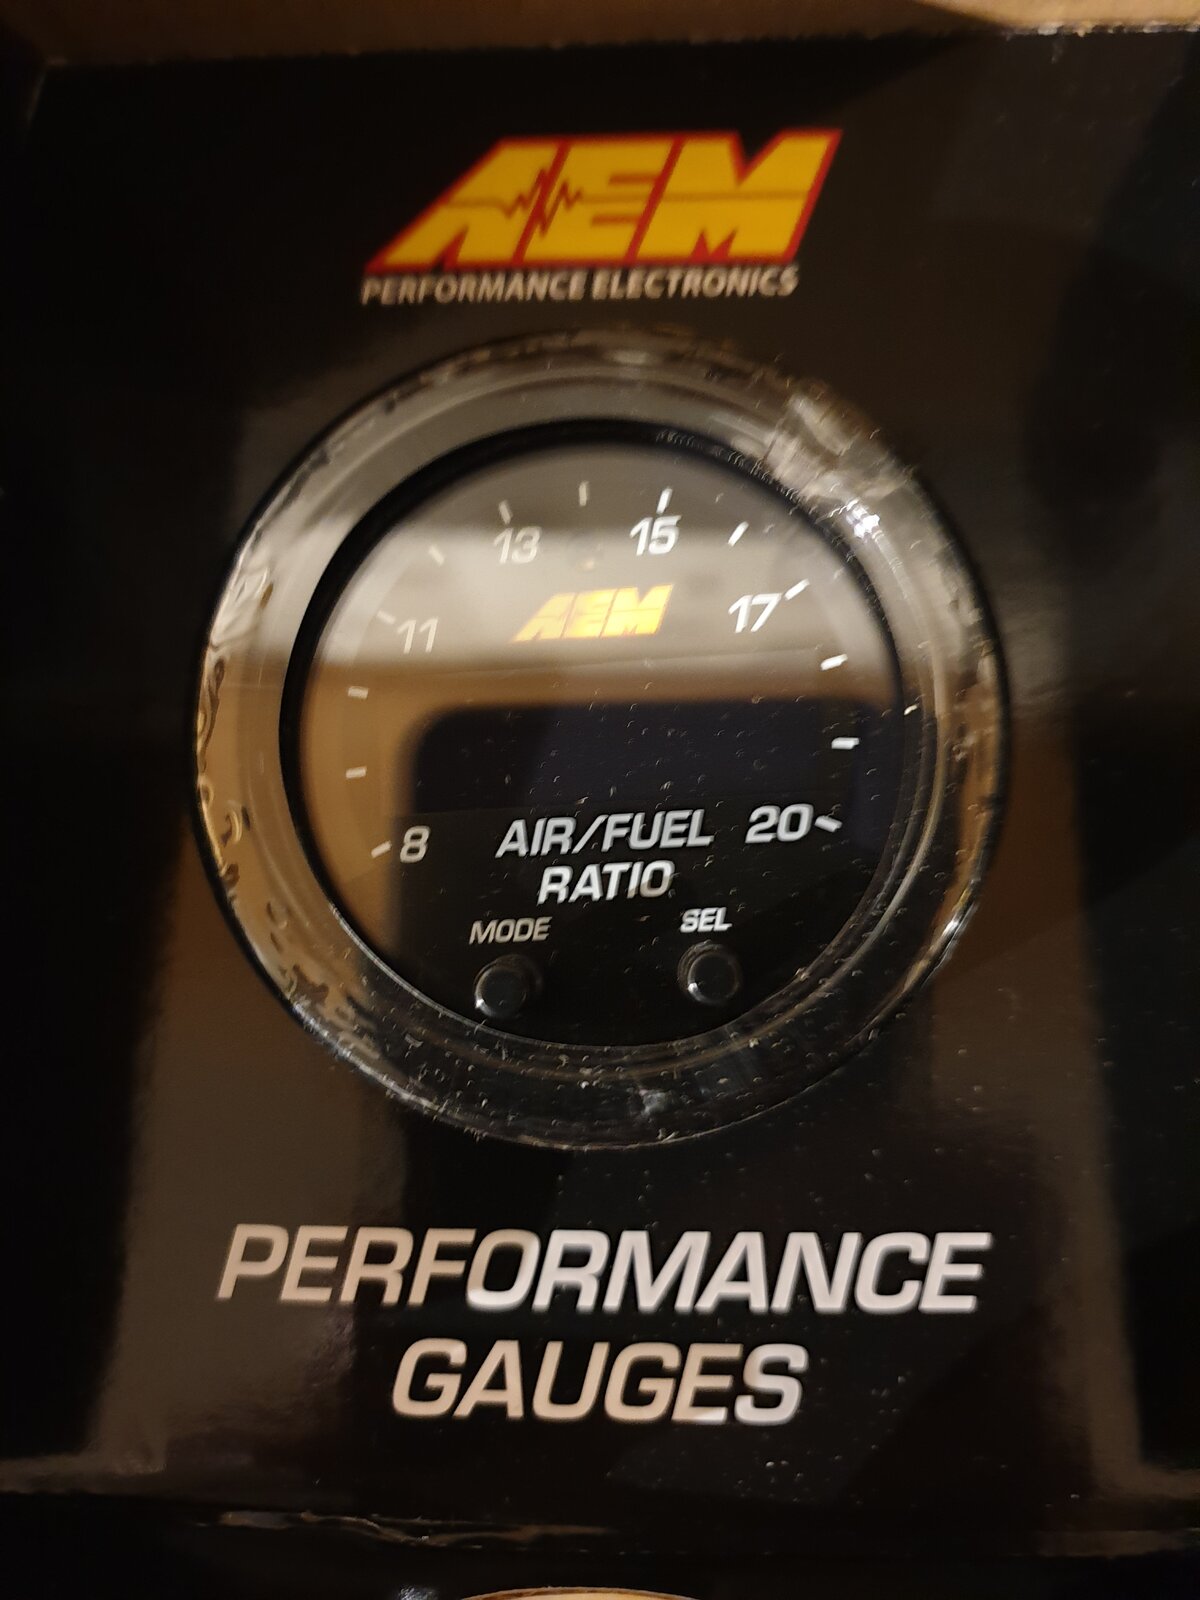 AEM
PERFORMANCE ELECTRONICS
13 15
11 AEM 17
8 AIR/FUEL 20
RATIO
MODE SEL
PERFORMANCE
GAUGES